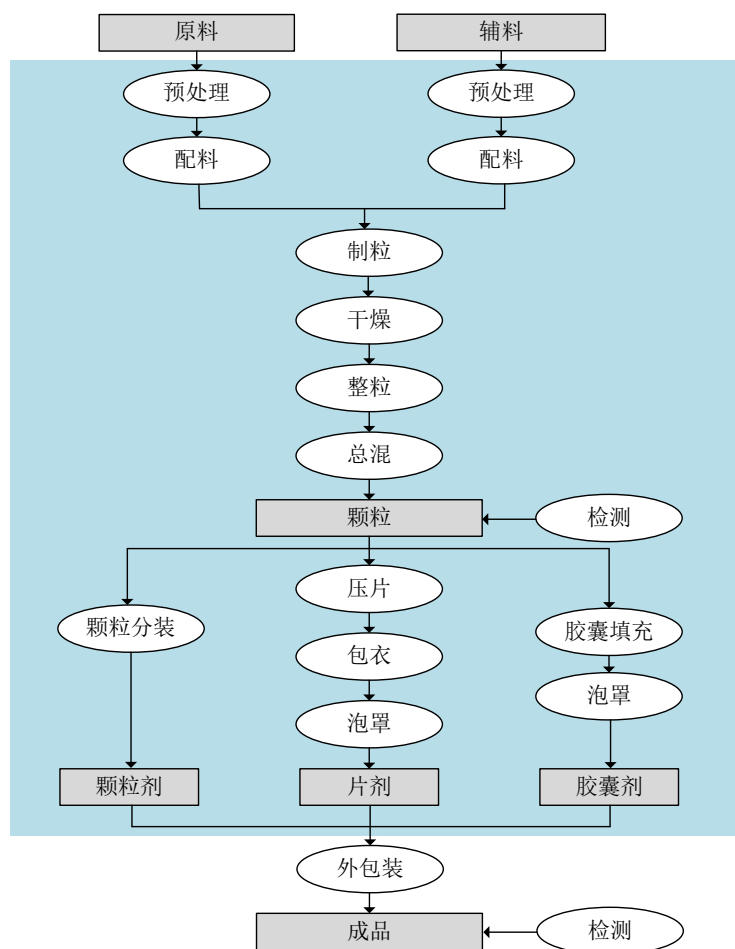 原料
辅料
预处理
预处理
配料
配料
制粒
干燥
整粒
总混
颗粒
检测
压片
颗粒分装
胶囊填充
包衣
泡罩
泡罩
颗粒剂
片剂
胶囊剂
外包装
成品
检测